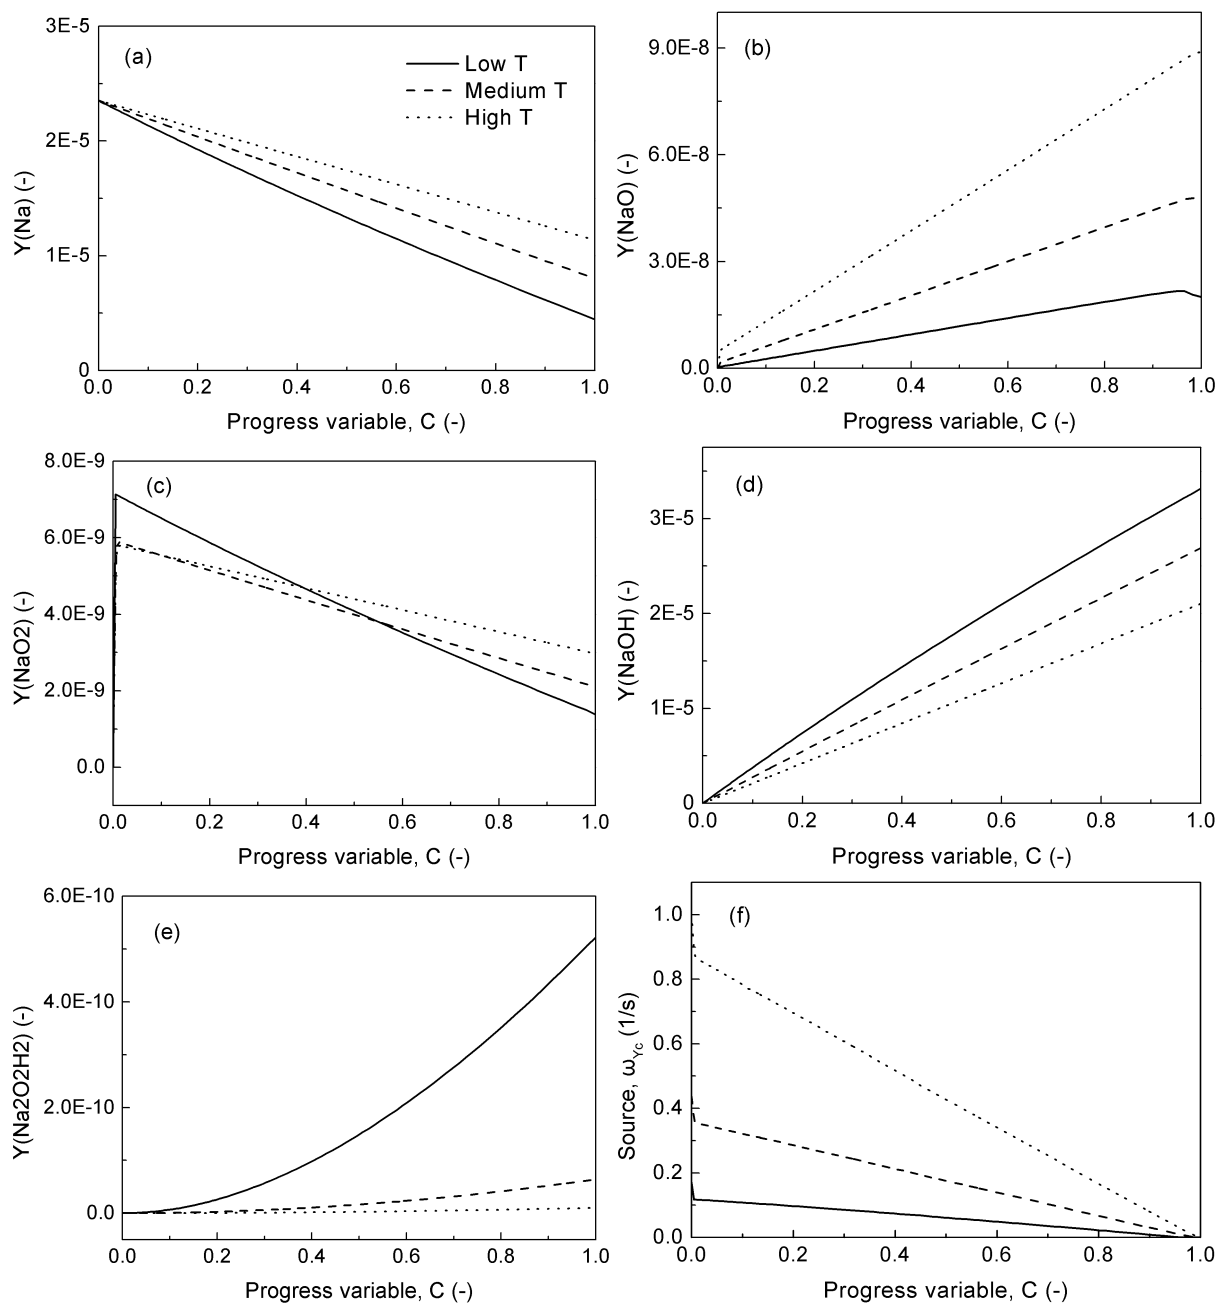 3E-5
2E-5
1E-5
0
Y(Na) (-)
(a)
Low T
Medium T
High T
0.0 0.2 0.4 0.6 0.8 1.0
Progress variable, C (-)
9.0E-8
6.0E-8
3.0E-8
0.0
Y(NaO) (-)
(b)
0.0 0.2 0.4 0.6 0.8 1.0
Progress variable, C (-)
8.0E-9
6.0E-9
4.0E-9
2.0E-9
0.0
Y(NaO2) (-)
(c)
0.0 0.2 0.4 0.6 0.8 1.0
Progress variable, C (-)
3E-5
2E-5
1E-5
0
Y(NaOH) (-)
(d)
0.0 0.2 0.4 0.6 0.8 1.0
Progress variable, C (-)
6.0E-10
4.0E-10
2.0E-10
0.0
Y(Na2O2H2) (-)
(e)
0.0 0.2 0.4 0.6 0.8 1.0
Progress variable, C (-)
1.0
0.8
0.6
0.4
0.2
0.0
Source, ω_Yc (1/s)
(f)
0.0 0.2 0.4 0.6 0.8 1.0
Progress variable, C (-)